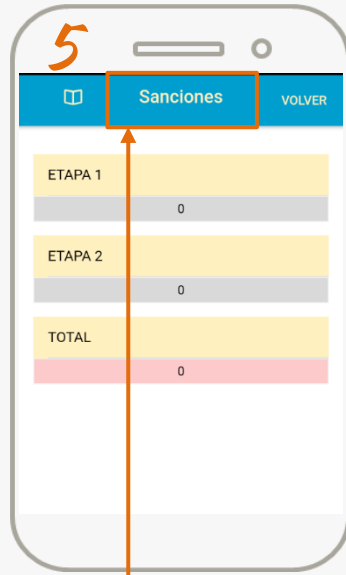 5
Sanciones VOLVER
ETAPA 1
0
ETAPA 2
0
TOTAL
0